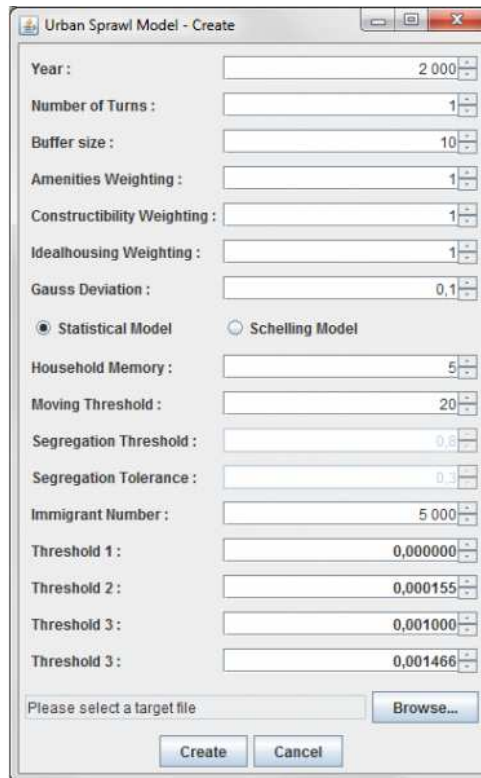 Urban Sprawl Model - Create
Year : 2 000
Number of Turns : 1
Buffer size : 10
Amenities Weighting : 1
Constructibility Weighting : 1
Idealhousing Weighting : 1
Gauss Deviation : 0,1
Statistical Model Schelling Model
Household Memory : 5
Moving Threshold : 20
Segregation Threshold : 0,8
Segregation Tolerance : 0,3
Immigrant Number : 5 000
Threshold 1 : 0,000000
Threshold 2 : 0,000155
Threshold 3 : 0,001000
Threshold 3 : 0,001466
Please select a target file Browse...
Create Cancel